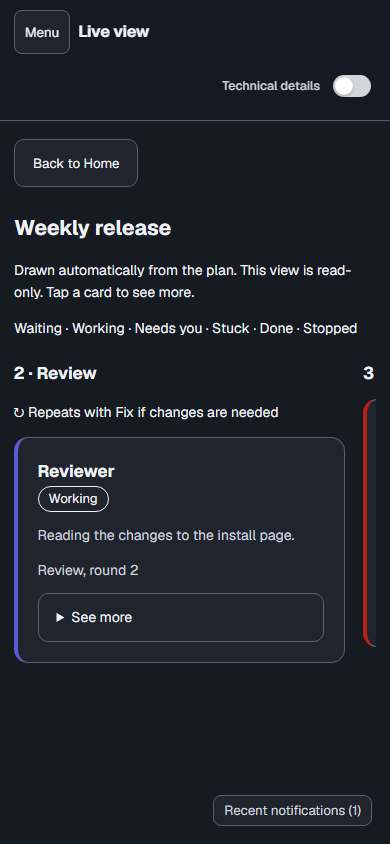 Menu
Live view
Technical details
Back to Home
Weekly release
Drawn automatically from the plan. This view is read-
only. Tap a card to see more.
Waiting · Working · Needs you · Stuck · Done · Stopped
2 · Review
3
↻ Repeats with Fix if changes are needed
Reviewer
Working
Reading the changes to the install page.
Review, round 2
▶ See more
Recent notifications (1)